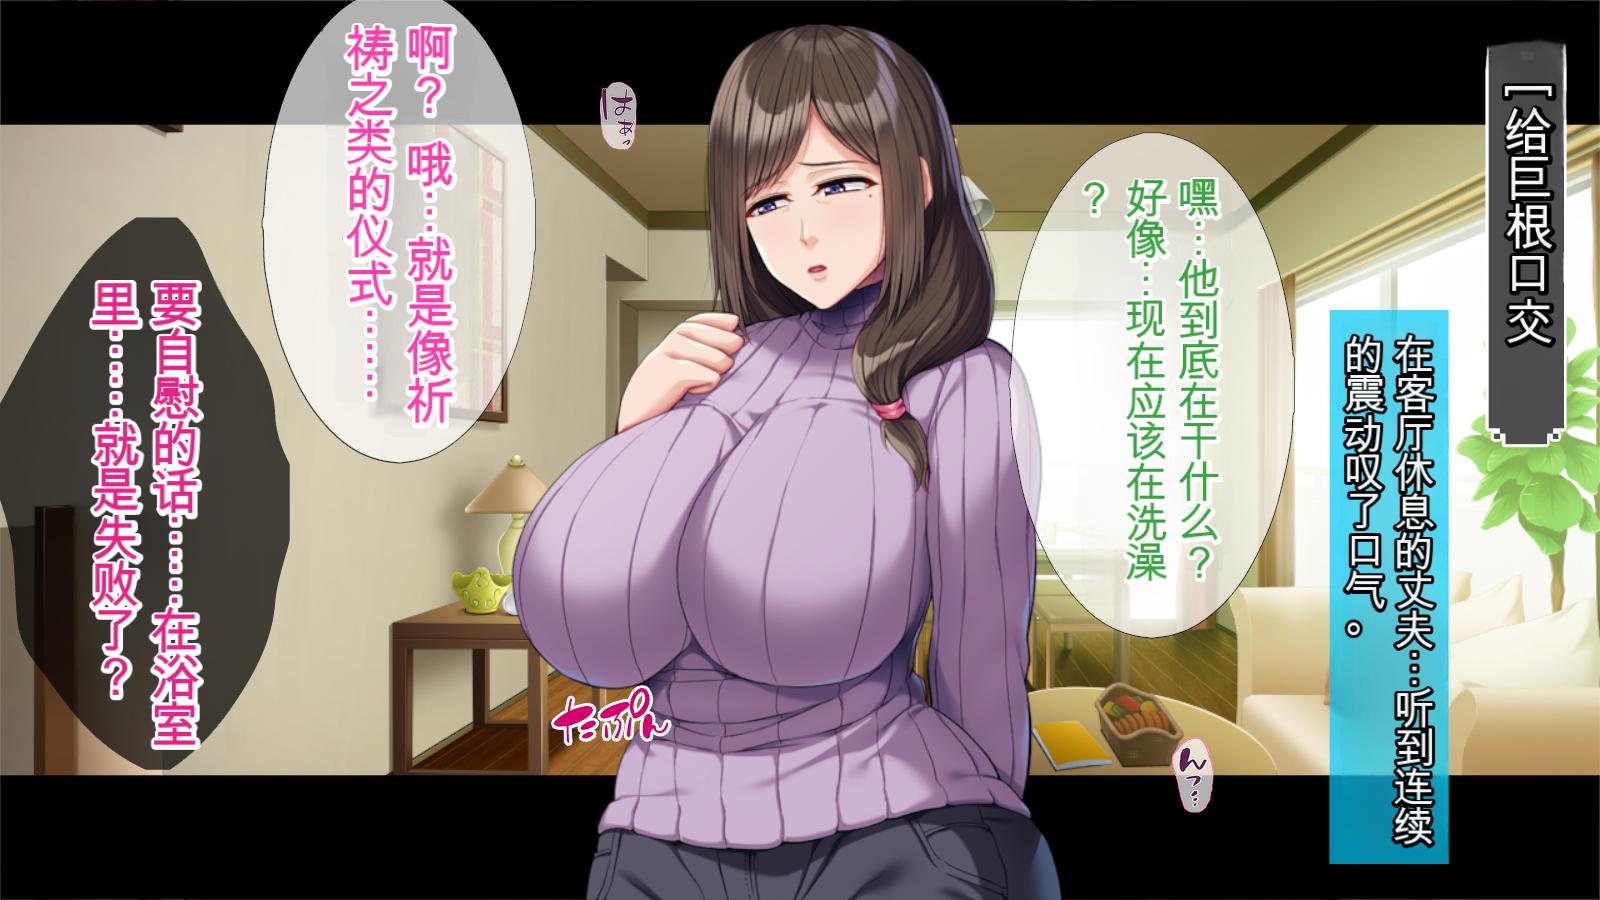 ［给巨根口交
在客厅休息的丈夫…听到连续
的震动叹了口气。
嘿…他到底在干什么？
好像…现在应该在洗澡
？
はぁっ
啊？哦…就是像祈
祷之类的仪式……
要自慰的话……在浴室
里……就是失败了？
たぷん
んっ…